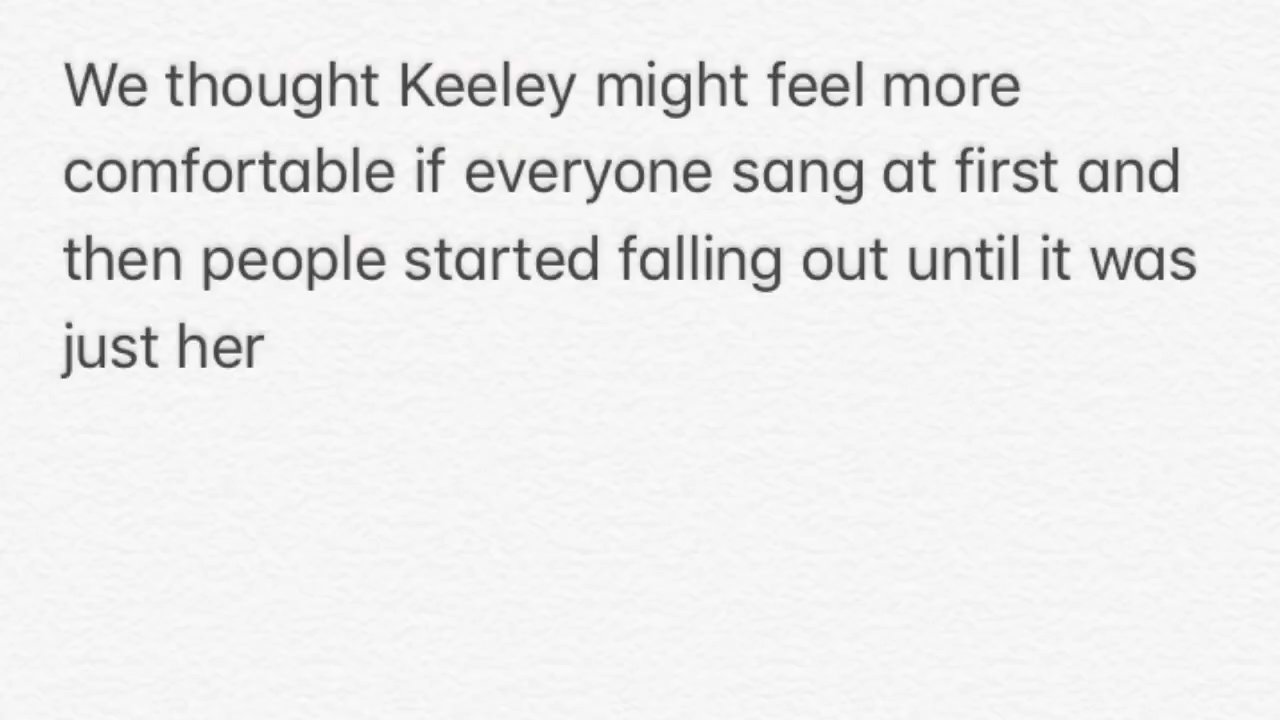 We thought Keeley might feel more
comfortable if everyone sang at first and
then people started falling out until it was
just her